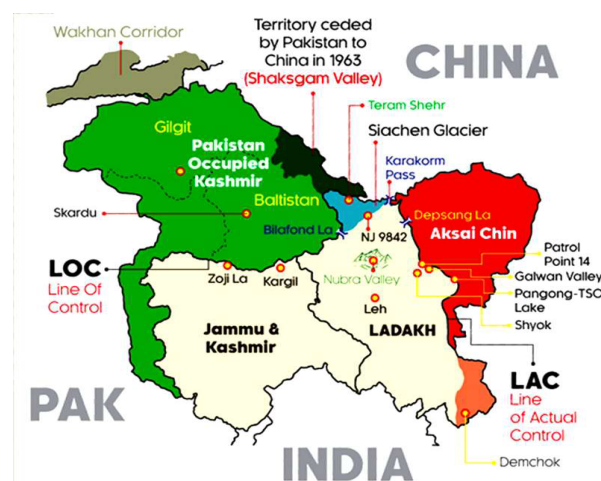 Wakhan Corridor
Territory ceded
by Pakistan to
China in 1963
(Shaksgam Valley)
CHINA
Teram Shehr
Siachen Glacier
Gilgit
Pakistan
Occupied
Kashmir
Karakorm
Pass
Baltistan
Skardu
Bilafond La
NJ 9842
Depsang La
Aksai Chin
Patrol
Point 14
Galwan Valley
Pangong-TSO
Lake
Shyok
LOC
Line Of
Control
Zoji La
Kargil
Nubra Valley
Leh
Jammu &
Kashmir
LADAKH
LAC
Line
of Actual
Control
PAK
INDIA
Demchok